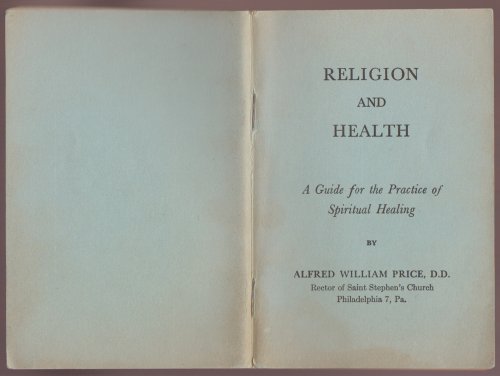 RELIGION
AND
HEALTH
A Guide for the Practice of
Spiritual Healing
BY
ALFRED WILLIAM PRICE, D.D.
Rector of Saint Stephen's Church
Philadelphia 7, Pa.